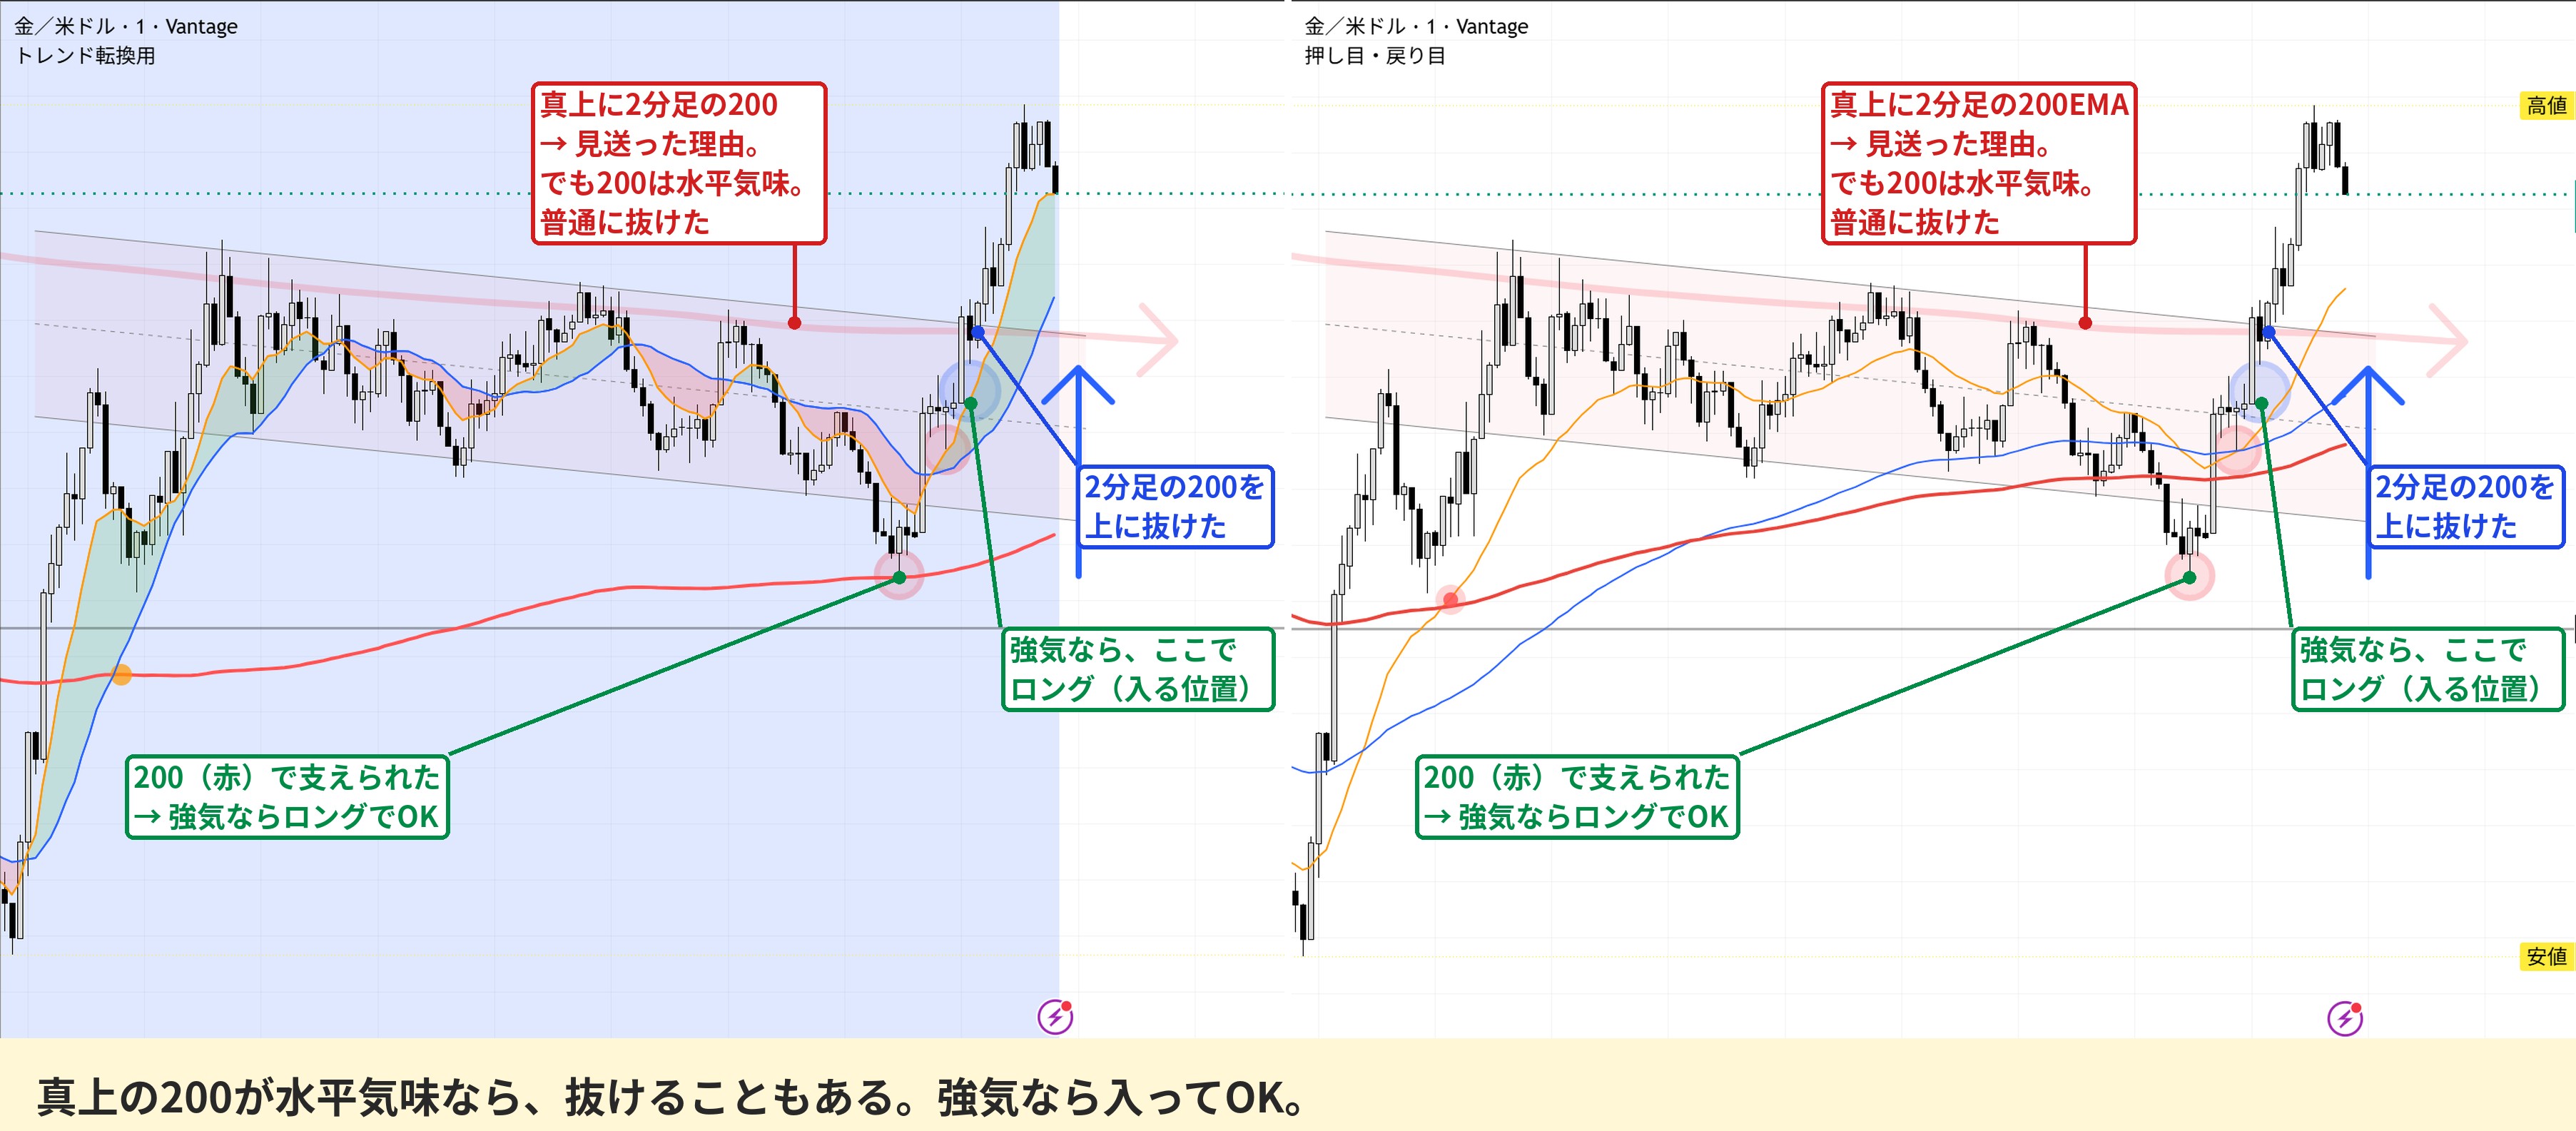 金／米ドル・1・Vantage
トレンド転換用
真上に2分足の200
→ 見送った理由。
でも200は水平気味。
普通に抜けた
2分足の200を
上に抜けた
強気なら、ここで
ロング（入る位置）
200（赤）で支えられた
→ 強気ならロングでOK
金／米ドル・1・Vantage
押し目・戻り目
真上に2分足の200EMA
→ 見送った理由。
でも200は水平気味。
普通に抜けた
高値
2分足の200を
上に抜けた
強気なら、ここで
ロング（入る位置）
200（赤）で支えられた
→ 強気ならロングでOK
安値
真上の200が水平気味なら、抜けることもある。強気なら入ってOK。